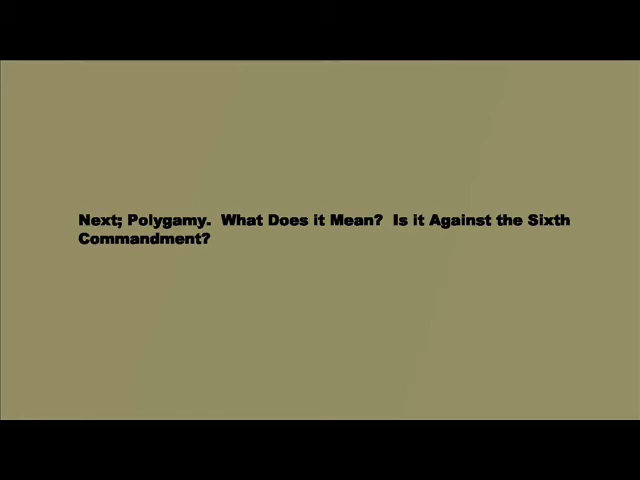 Next; Polygamy.  What Does it Mean?  Is it Against the Sixth
Commandment?